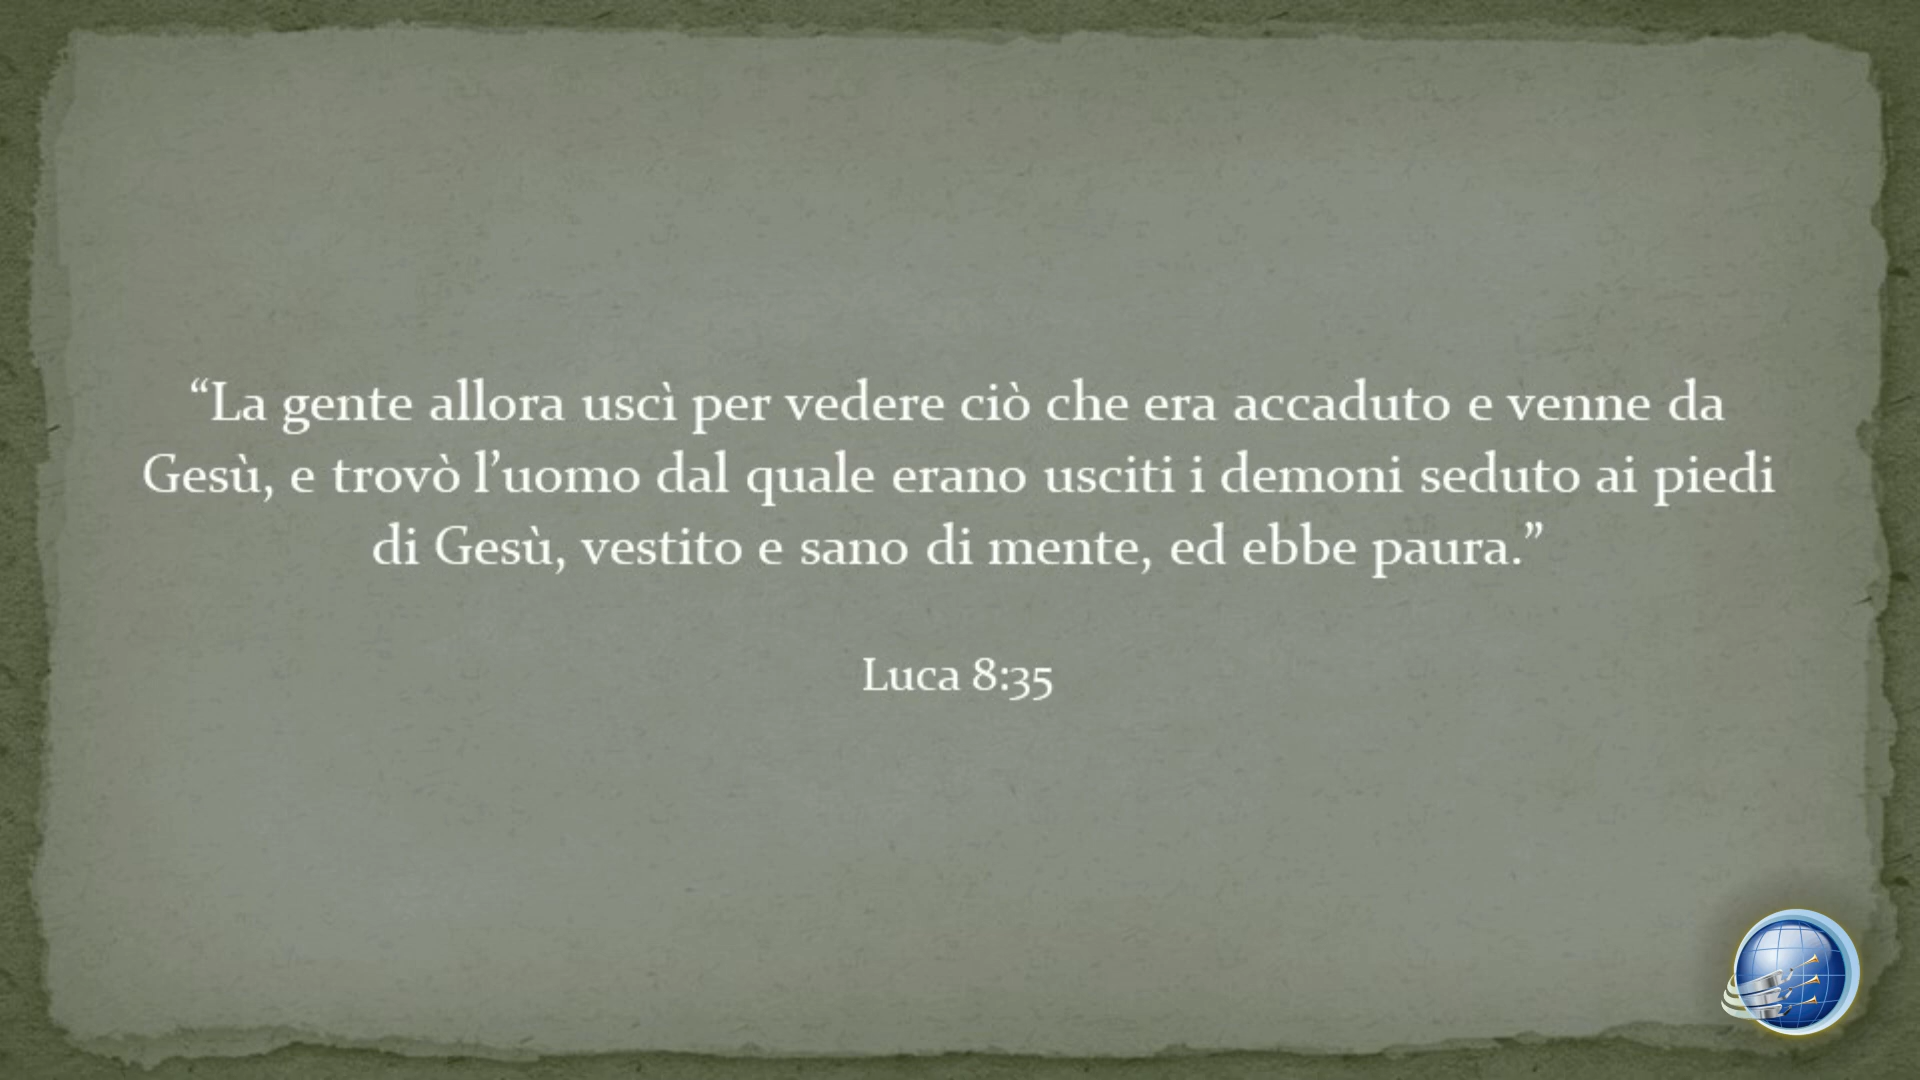 “La gente allora uscì per vedere ciò che era accaduto e venne da
Gesù, e trovò l’uomo dal quale erano usciti i demoni seduto ai piedi
di Gesù, vestito e sano di mente, ed ebbe paura.”
Luca 8:35